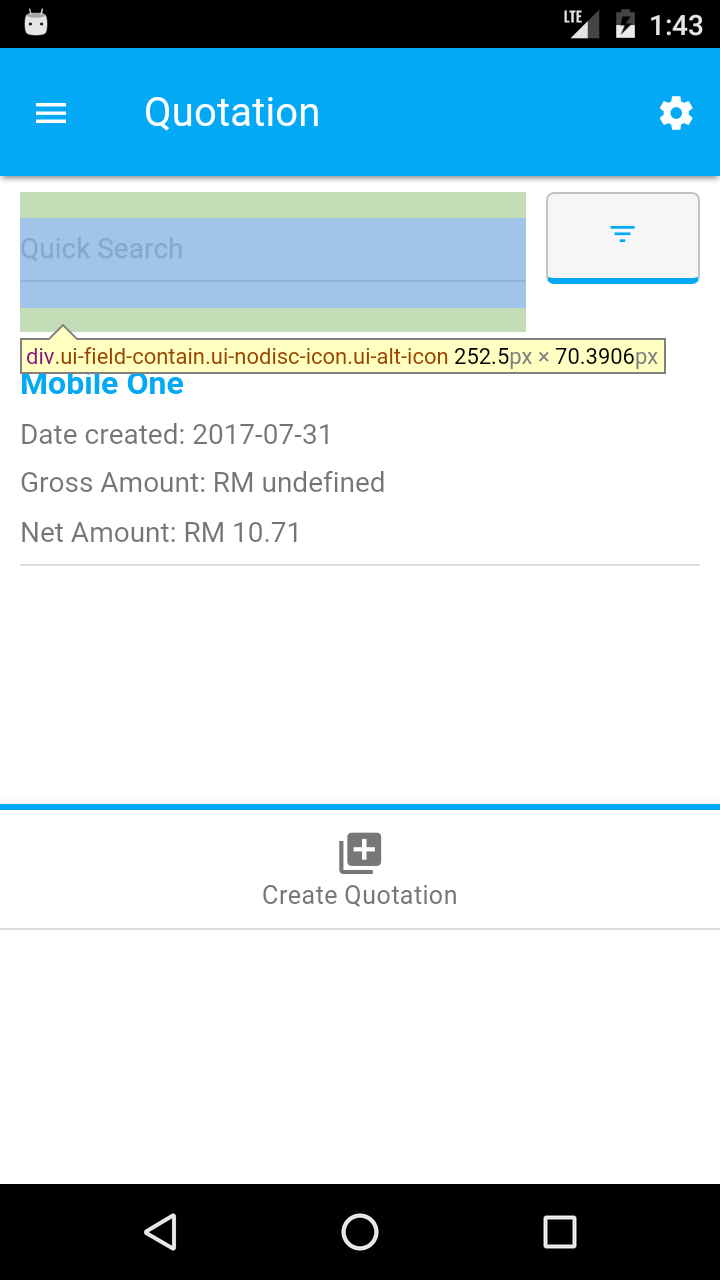 LTE 1:43
Quotation
Quick Search
div.ui-field-contain.ui-nodisc-icon.ui-alt-icon 252.5px × 70.3906px
Mobile One
Date created: 2017-07-31
Gross Amount: RM undefined
Net Amount: RM 10.71
Create Quotation